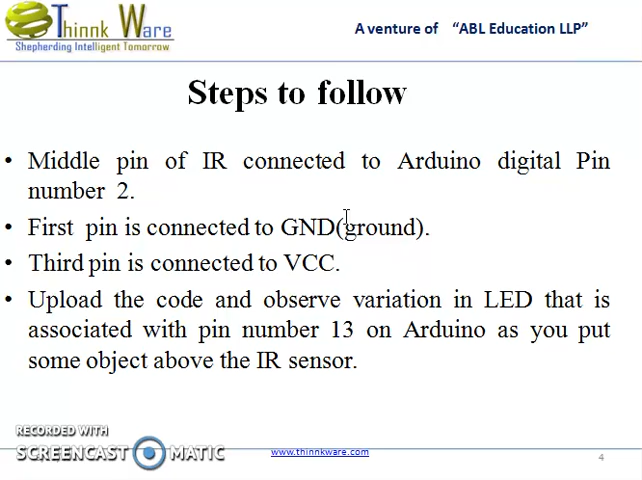 Thinnk Ware
Shepherding Intelligent Tomorrow
A venture of "ABL Education LLP"
Steps to follow
• Middle pin of IR connected to Arduino digital Pin
number 2.
• First pin is connected to GND(ground).
• Third pin is connected to VCC.
• Upload the code and observe variation in LED that is
associated with pin number 13 on Arduino as you put
some object above the IR sensor.
RECORDED WITH
SCREENCAST MATIC
www.thinnkware.com
4